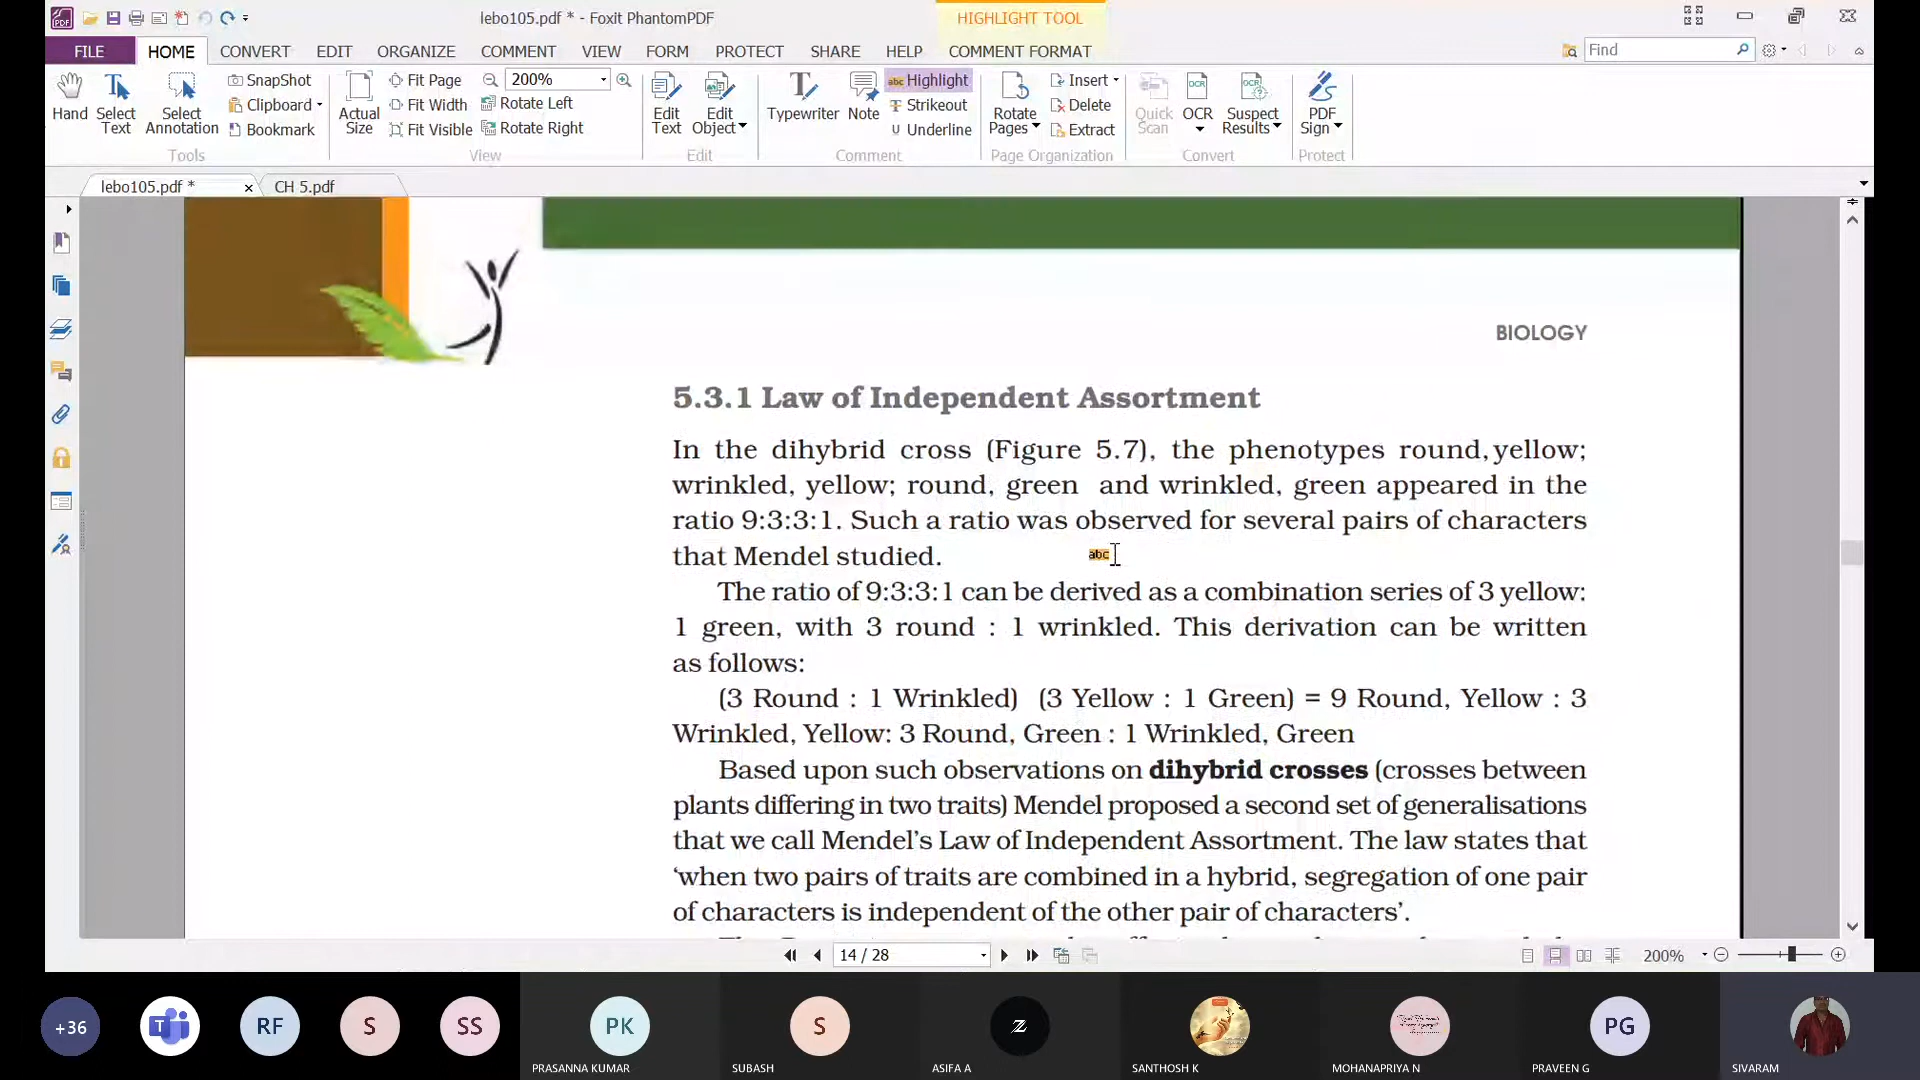 lebo105.pdf * - Foxit PhantomPDF
HIGHLIGHT TOOL
FILE HOME CONVERT EDIT ORGANIZE COMMENT VIEW FORM PROTECT SHARE HELP COMMENT FORMAT
Find
Hand
Select Text
Select Annotation
SnapShot
Clipboard
Bookmark
Tools
Actual Size
Fit Page
Fit Width
Fit Visible
200%
Rotate Left
Rotate Right
View
Edit Text
Edit Object
Edit
Typewriter
Note
abc Highlight
T Strikeout
U Underline
Comment
Rotate Pages
Insert
Delete
Extract
Page Organization
Quick Scan
OCR
OCR
Suspect Results
Convert
PDF Sign
Protect
lebo105.pdf *
CH 5.pdf
BIOLOGY
5.3.1 Law of Independent Assortment
In the dihybrid cross (Figure 5.7), the phenotypes round, yellow;
wrinkled, yellow; round, green and wrinkled, green appeared in the
ratio 9:3:3:1. Such a ratio was observed for several pairs of characters
that Mendel studied.
abc
The ratio of 9:3:3:1 can be derived as a combination series of 3 yellow:
1 green, with 3 round : 1 wrinkled. This derivation can be written
as follows:
(3 Round : 1 Wrinkled) (3 Yellow : 1 Green) = 9 Round, Yellow : 3
Wrinkled, Yellow: 3 Round, Green : 1 Wrinkled, Green
Based upon such observations on dihybrid crosses (crosses between
plants differing in two traits) Mendel proposed a second set of generalisations
that we call Mendel's Law of Independent Assortment. The law states that
‘when two pairs of traits are combined in a hybrid, segregation of one pair
of characters is independent of the other pair of characters’.
14 / 28
200%
+36
T
RF
S
SS
PK
S
Z
PG
PRASANNA KUMAR
SUBASH
ASIFA A
SANTHOSH K
MOHANAPRIYA N
PRAVEEN G
SIVARAM